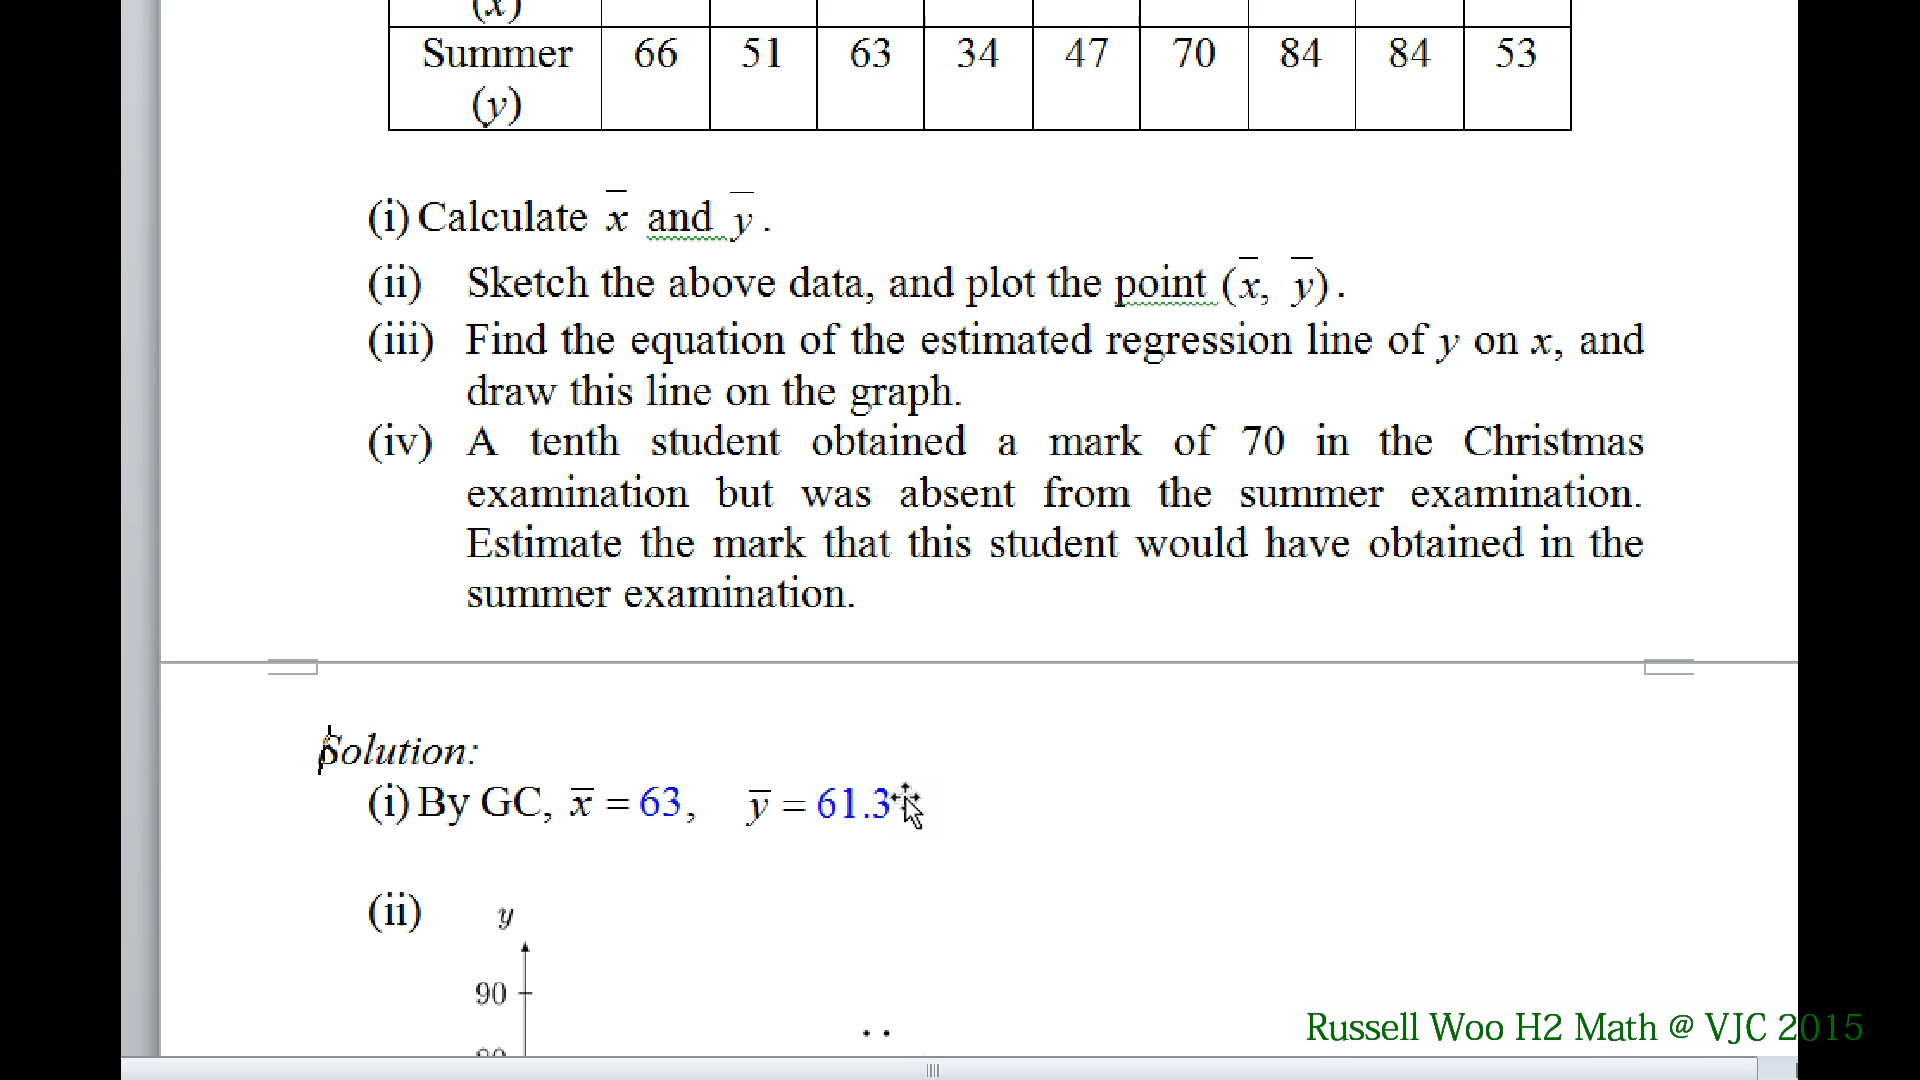 (x)
Summer 66 51 63 34 47 70 84 84 53
(y)
(i) Calculate x̅ and y̅ .
(ii) Sketch the above data, and plot the point (x̅, y̅) .
(iii) Find the equation of the estimated regression line of y on x, and
draw this line on the graph.
(iv) A tenth student obtained a mark of 70 in the Christmas
examination but was absent from the summer examination.
Estimate the mark that this student would have obtained in the
summer examination.
Solution:
(i) By GC, x̅ = 63, y̅ = 61.3
(ii) y
90
Russell Woo H2 Math @ VJC 2015